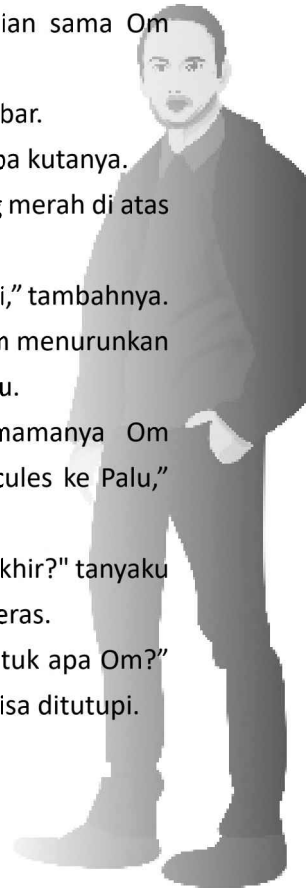 ian sama Om
bar.
pa kutanya.
g merah di atas
i,” tambahnya.
m menurunkan
u.
mamanya Om
cules ke Palu,”
khir?" tanyaku
eras.
tuk apa Om?”
isa ditutupi.